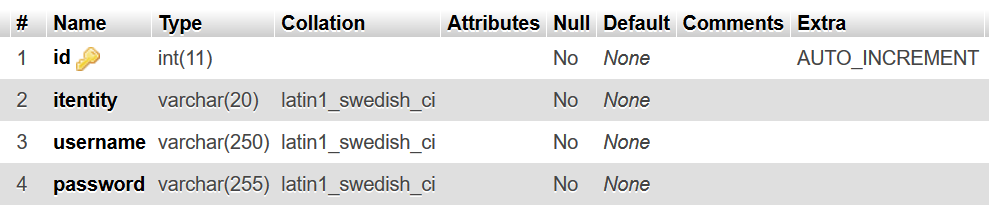 # Name Type Collation Attributes Null Default Comments Extra
1 id int(11) No None AUTO_INCREMENT
2 itentity varchar(20) latin1_swedish_ci No None
3 username varchar(250) latin1_swedish_ci No None
4 password varchar(255) latin1_swedish_ci No None